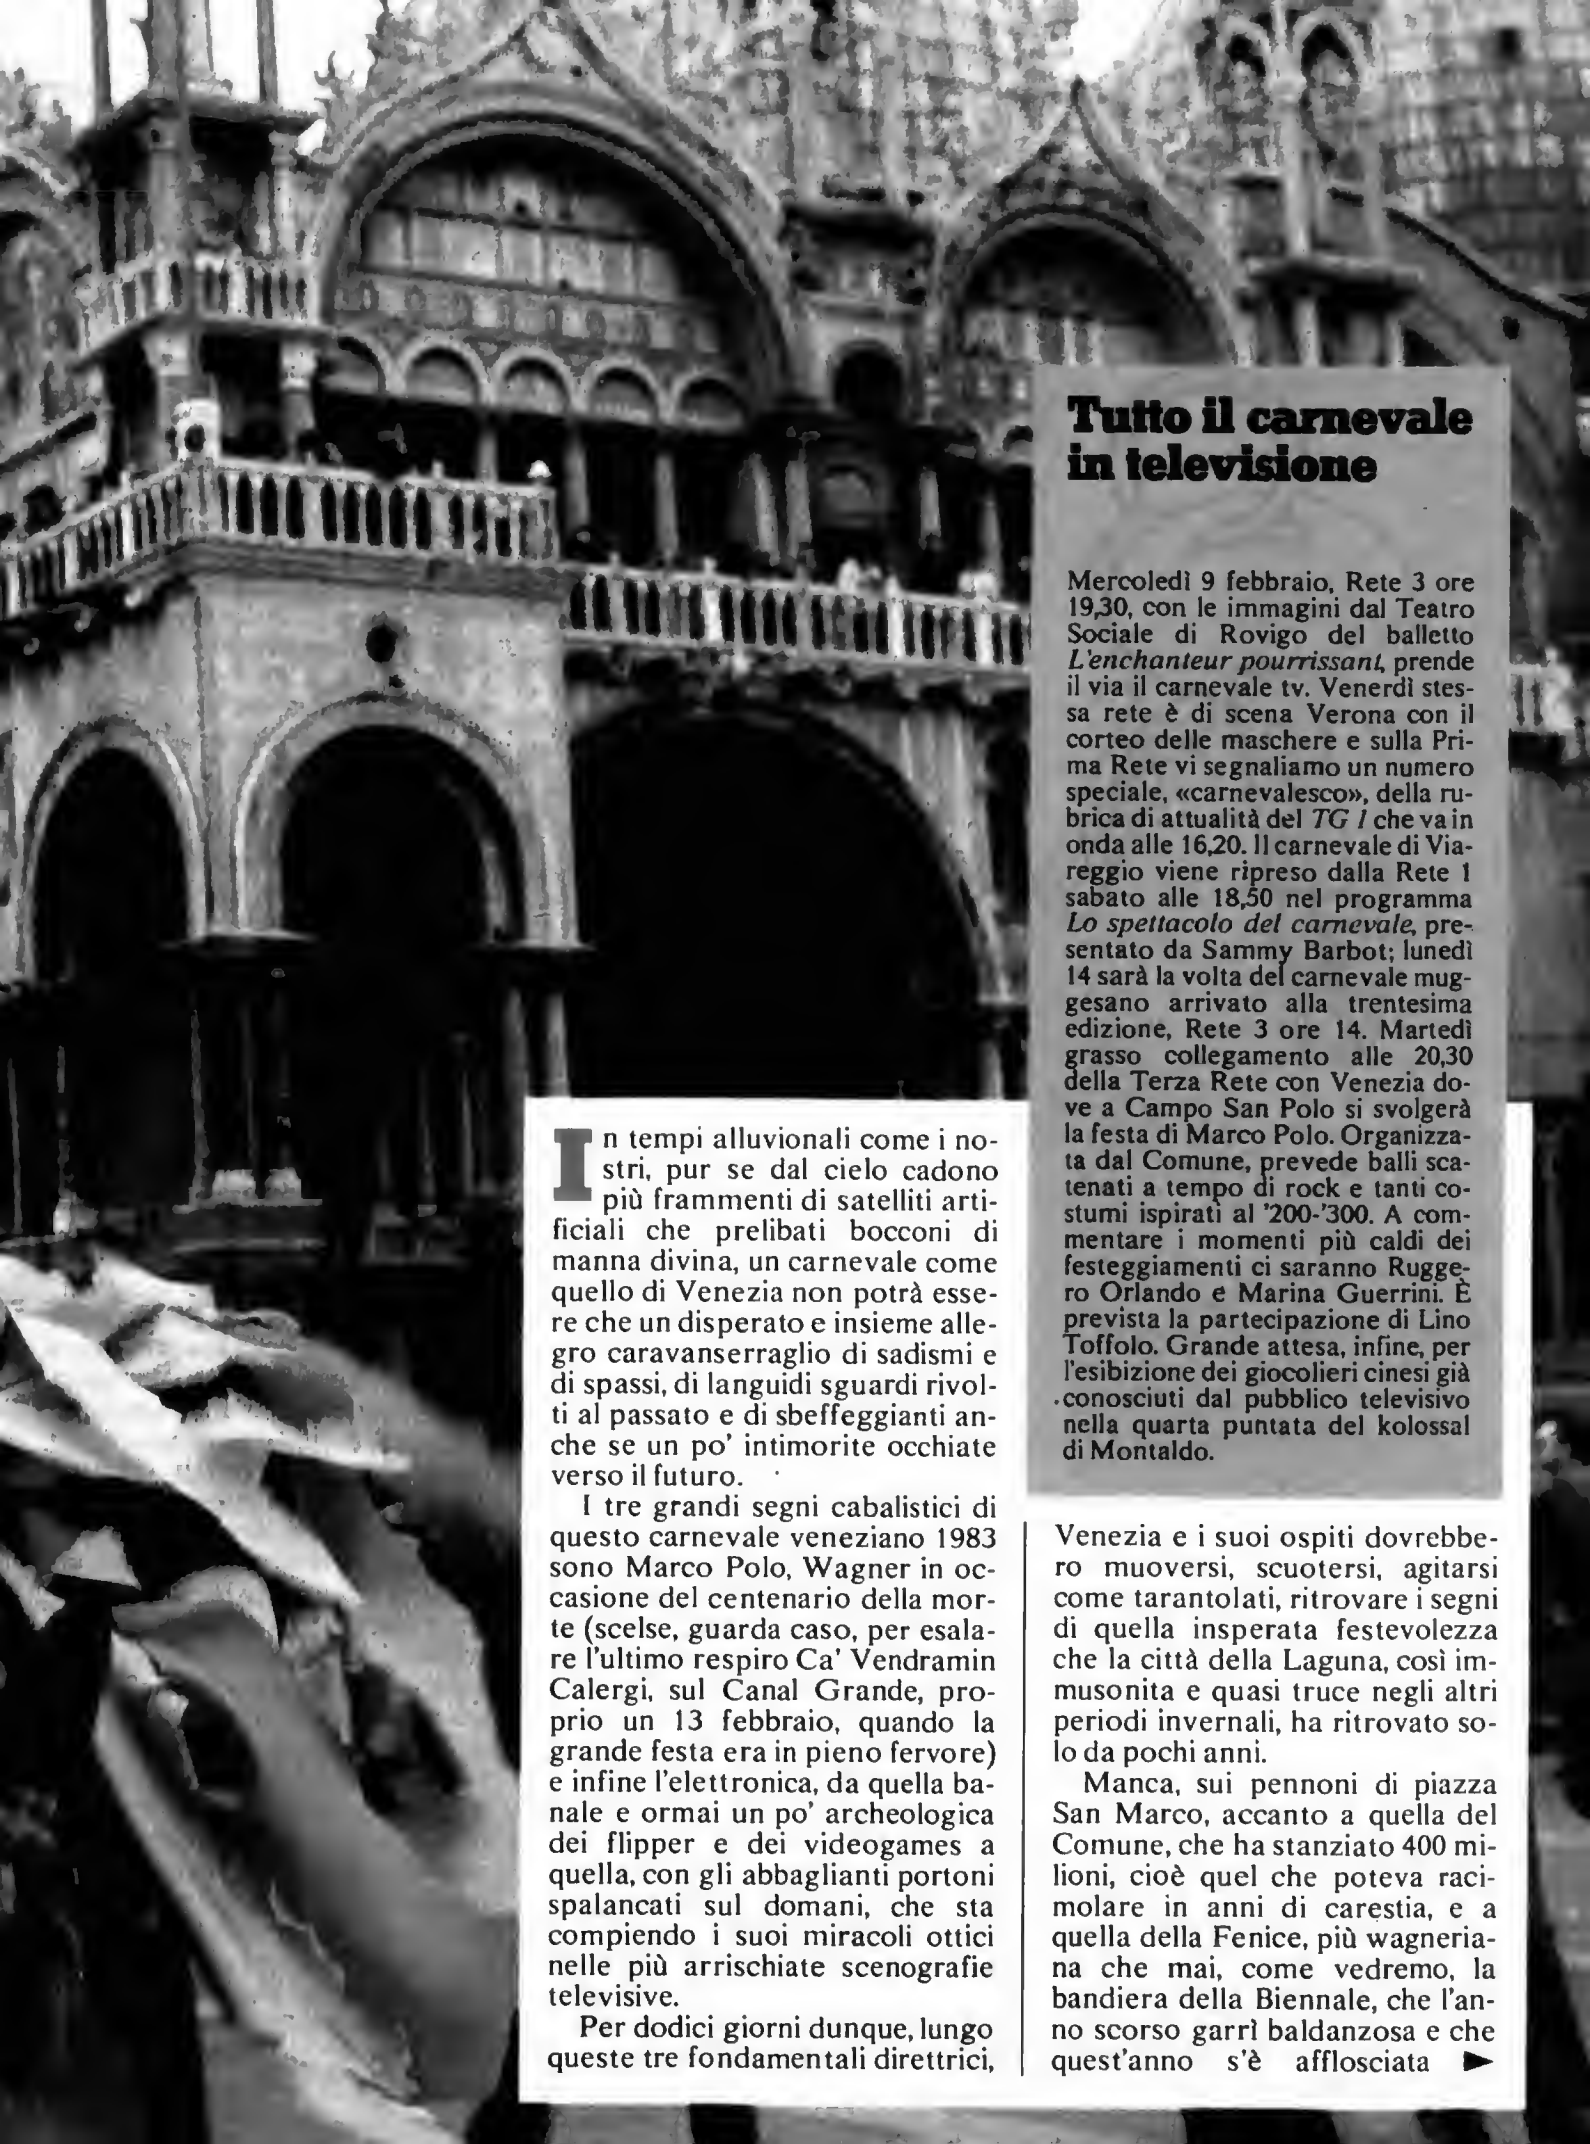 Tutto il carnevale
in televisione
Mercoledì 9 febbraio, Rete 3 ore
19,30, con le immagini dal Teatro
Sociale di Rovigo del balletto
L'enchanteur pourrissant, prende
il via il carnevale tv. Venerdì stes-
sa rete è di scena Verona con il
corteo delle maschere e sulla Pri-
ma Rete vi segnaliamo un numero
speciale, «carnevalesco», della ru-
brica di attualità del TG 1 che va in
onda alle 16,20. Il carnevale di Via-
reggio viene ripreso dalla Rete 1
sabato alle 18,50 nel programma
Lo spettacolo del carnevale, pre-
sentato da Sammy Barbot; lunedì
14 sarà la volta del carnevale mug-
gesano arrivato alla trentesima
edizione, Rete 3 ore 14. Martedì
grasso collegamento alle 20,30
della Terza Rete con Venezia do-
ve a Campo San Polo si svolgerà
la festa di Marco Polo. Organizza-
ta dal Comune, prevede balli sca-
tenati a tempo di rock e tanti co-
stumi ispirati al '200-'300. A com-
mentare i momenti più caldi dei
festeggiamenti ci saranno Rugge-
ro Orlando e Marina Guerrini. È
prevista la partecipazione di Lino
Toffolo. Grande attesa, infine, per
l'esibizione dei giocolieri cinesi già
conosciuti dal pubblico televisivo
nella quarta puntata del kolossal
di Montaldo.
In tempi alluvionali come i no-
stri, pur se dal cielo cadono
più frammenti di satelliti arti-
ficiali che prelibati bocconi di
manna divina, un carnevale come
quello di Venezia non potrà esse-
re che un disperato e insieme alle-
gro caravanserraglio di sadismi e
di spassi, di languidi sguardi rivol-
ti al passato e di sbeffeggianti an-
che se un po' intimorite occhiate
verso il futuro.
I tre grandi segni cabalistici di
questo carnevale veneziano 1983
sono Marco Polo, Wagner in oc-
casione del centenario della mor-
te (scelse, guarda caso, per esala-
re l'ultimo respiro Ca' Vendramin
Calergi, sul Canal Grande, pro-
prio un 13 febbraio, quando la
grande festa era in pieno fervore)
e infine l'elettronica, da quella ba-
nale e ormai un po' archeologica
dei flipper e dei videogames a
quella, con gli abbaglianti portoni
spalancati sul domani, che sta
compiendo i suoi miracoli ottici
nelle più arrischiate scenografie
televisive.
Per dodici giorni dunque, lungo
queste tre fondamentali direttrici,
Venezia e i suoi ospiti dovrebbe-
ro muoversi, scuotersi, agitarsi
come tarantolati, ritrovare i segni
di quella insperata festevolezza
che la città della Laguna, così im-
musonita e quasi truce negli altri
periodi invernali, ha ritrovato so-
lo da pochi anni.
Manca, sui pennoni di piazza
San Marco, accanto a quella del
Comune, che ha stanziato 400 mi-
lioni, cioè quel che poteva raci-
molare in anni di carestia, e a
quella della Fenice, più wagneria-
na che mai, come vedremo, la
bandiera della Biennale, che l'an-
no scorso garrì baldanzosa e che
quest'anno s'è afflosciata ►